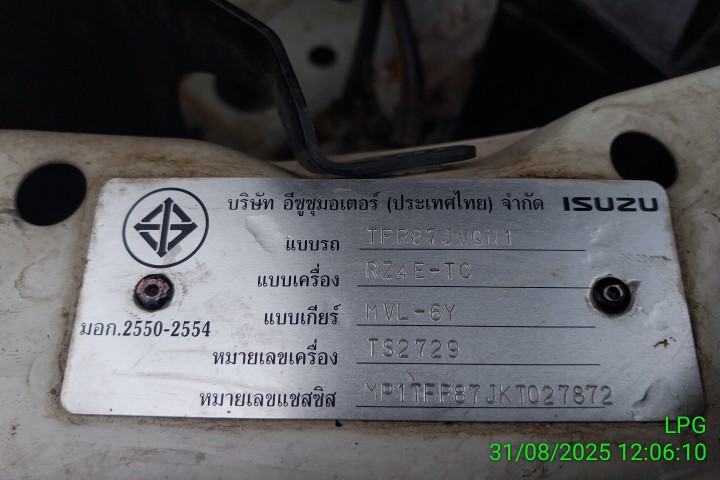 บริษัท อีซูซุมอเตอร์ (ประเทศไทย) จำกัด ISUZU
แบบรถ TFR87JVQN1
แบบเครื่อง RZ4E-TC
แบบเกียร์ MVL-6Y
มอก.2550-2554
หมายเลขเครื่อง TS2729
หมายเลขแชสซิส MP1TFR87JKT027872
LPG
31/08/2025 12:06:10